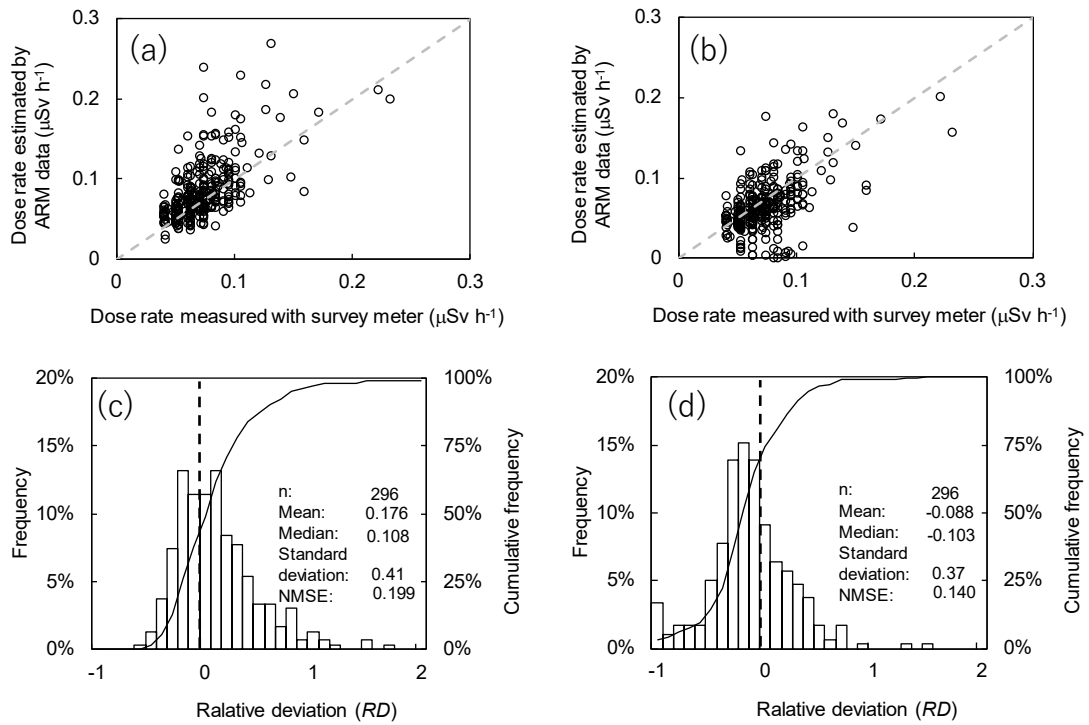 (a)
0.3
0.2
0.1
0
0
0.1
0.2
0.3
Dose rate estimated by
ARM data (μSv h-1)
Dose rate measured with survey meter (μSv h-1)
(b)
0.3
0.2
0.1
0
0
0.1
0.2
0.3
Dose rate estimated by
ARM data (μSv h-1)
Dose rate measured with survey meter (μSv h-1)
(c)
20%
15%
10%
5%
0%
100%
75%
50%
25%
0%
-1
0
1
2
Frequency
Cumulative frequency
n: 296
Mean: 0.176
Median: 0.108
Standard
deviation: 0.41
NMSE: 0.199
Ralative deviation (RD)
(d)
20%
15%
10%
5%
0%
100%
75%
50%
25%
0%
-1
0
1
2
Frequency
Cumulative frequency
n: 296
Mean: -0.088
Median: -0.103
Standard
deviation: 0.37
NMSE: 0.140
Ralative deviation (RD)